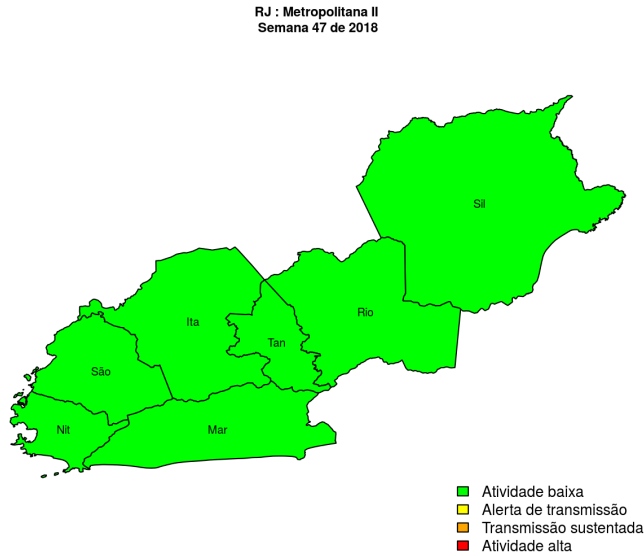 RJ : Metropolitana II
Semana 47 de 2018
Sil
Rio
Ita
Tan
São
Nit
Mar
Atividade baixa
Alerta de transmissão
Transmissão sustentada
Atividade alta